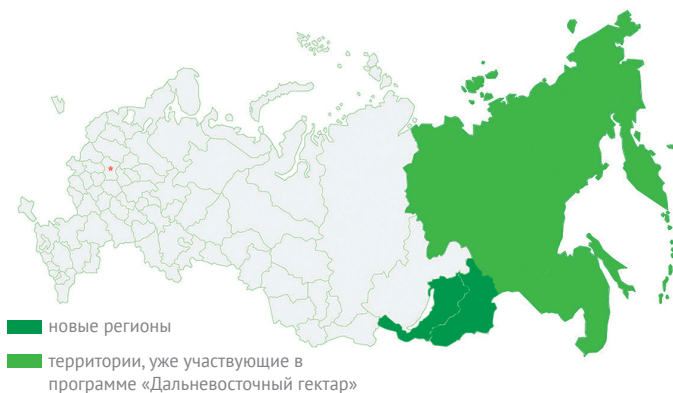 новые регионы
территории, уже участвующие в
программе «Дальневосточный гектар»